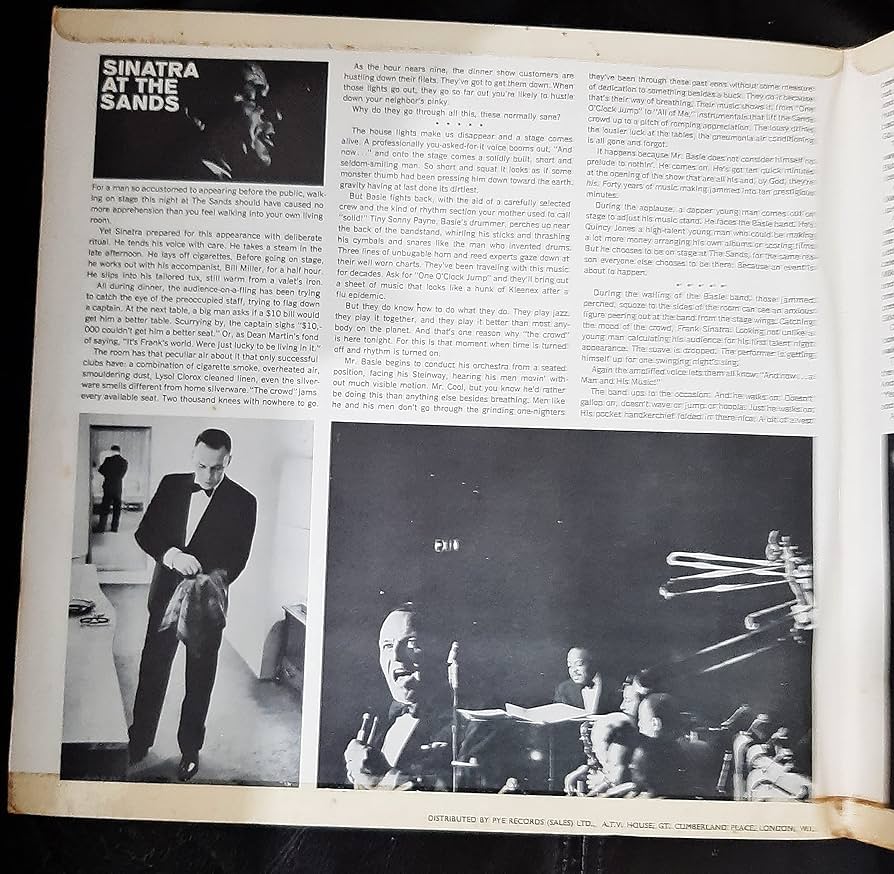 SINATRA
AT THE
SANDS
For a man so accustomed to appearing before the public, walk-
ing on stage this night at The Sands should have caused no
more apprehension than you feel walking into your own living
room.
Yet Sinatra prepared for this appearance with deliberate
ritual. He tends his voice with care. He takes a steam in the
late afternoon. He lays off cigarettes. Before going on stage,
he works out with his accompanist, Bill Miller, for a half hour.
He slips into his tailored tux, still warm from a valet's iron.
All during dinner, the audience-on-a-fling has been trying
to catch the eye of the preoccupied staff, trying to flag down
a captain. At the next table, a big man asks if a $10 bill would
get him a better table. Scurrying by, the captain sighs "$10,-
000 couldn't get him a better seat." Or, as Dean Martin's fond
of saying, "It's Frank's world. Were just lucky to be living in it."
The room has that peculiar air about it that only successful
clubs have: a combination of cigarette smoke, overheated air,
smouldering dust, Lysol Clorox cleaned linen, even the silver-
ware smells different from home silverware. "The crowd" jams
every available seat. Two thousand knees with nowhere to go.
As the hour nears nine, the dinner show customers are
hustling down their filets. They've got to get them down. When
those lights go out, they go so far out you're likely to hustle
down your neighbor's pinky.
Why do they go through all this, these normally sane?
* * * * *
The house lights make us disappear and a stage comes
alive. A professionally you-asked-for-it voice booms out, "And
now..." and onto the stage comes a solidly built, short and
seldom-smiling man. So short and squat it looks as if some
monster thumb had been pressing him down toward the earth,
gravity having at last done its dirtiest.
But Basie fights back, with the aid of a carefully selected
crew and the kind of rhythm section your mother used to call
"solid!" Tiny Sonny Payne, Basie's drummer, perches up near
the back of the bandstand, whirling his sticks and thrashing
his cymbals and snares like the man who invented drums.
Three lines of unbugable horn and reed experts gaze down at
their well worn charts. They've been traveling with this music
for decades. Ask for "One O'Clock Jump" and they'll bring out
a sheet of music that looks like a hunk of Kleenex after a
flu epidemic.
But they do know how to do what they do. They play jazz,
they play it together, and they play it better than most any-
body on the planet. And that's one reason why "the crowd"
is here tonight. For this is that moment when time is turned
off and rhythm is turned on.
Mr. Basie begins to conduct his orchestra from a seated
position, facing his Steinway, hearing his men movin' with-
out much visible motion. Mr. Cool, but you know he'd rather
be doing this than anything else besides breathing. Men like
he and his men don't go through the grinding one-nighters
they've been through these past eons without some measure
of dedication to something besides a buck. They do it because
that's their way of breathing. Their music shows it, from "One
O'Clock Jump" to "All of Me," instrumentals that lift the Sands
crowd up to a pitch of romping appreciation. The lousy drinks,
the lousier luck at the tables, the pneumonia air conditioning
is all gone and forgot.
It happens because Mr. Basie does not consider himself no
prelude to nothin'. He comes on. He's got ten quick minutes
at the opening of the show that are all his and, by God, they're
his. Forty years of music making jammed into ten prestigious
minutes.
During the applause, a dapper young man comes out on
stage to adjust his music stand. He faces the Basie band. He's
Quincy Jones a high-talent young man who could be making
a lot more money arranging his own albums or scoring films.
But he chooses to be on stage at The Sands, for the same rea-
son everyone else chooses to be there: Because an event is
about to happen.
* * * * *
During the wailing of the Basie band, those jammed,
perched, squoze to the sides of the room can see an anxious
figure peering out at the band from the stage wings. Catching
the mood of the crowd, Frank Sinatra. Looking not unlike a
young man calculating his audience for his first talent night
appearance. The suave is dropped. The performer is getting
himself up for one swinging night's sing.
Again the amplified voice lets them all know: "And now ... a
Man and His Music!"
The band ups to the occasion. And he walks on. Doesn't
gallop on, doesn't wave or jump or hoopla. Just he walks on.
His pocket handkerchief folded in there nice. A bit of a vest.
EXIT
DISTRIBUTED BY PYE RECORDS (SALES) LTD., A.T.V. HOUSE, GT. CUMBERLAND PLACE, LONDON, W.1.